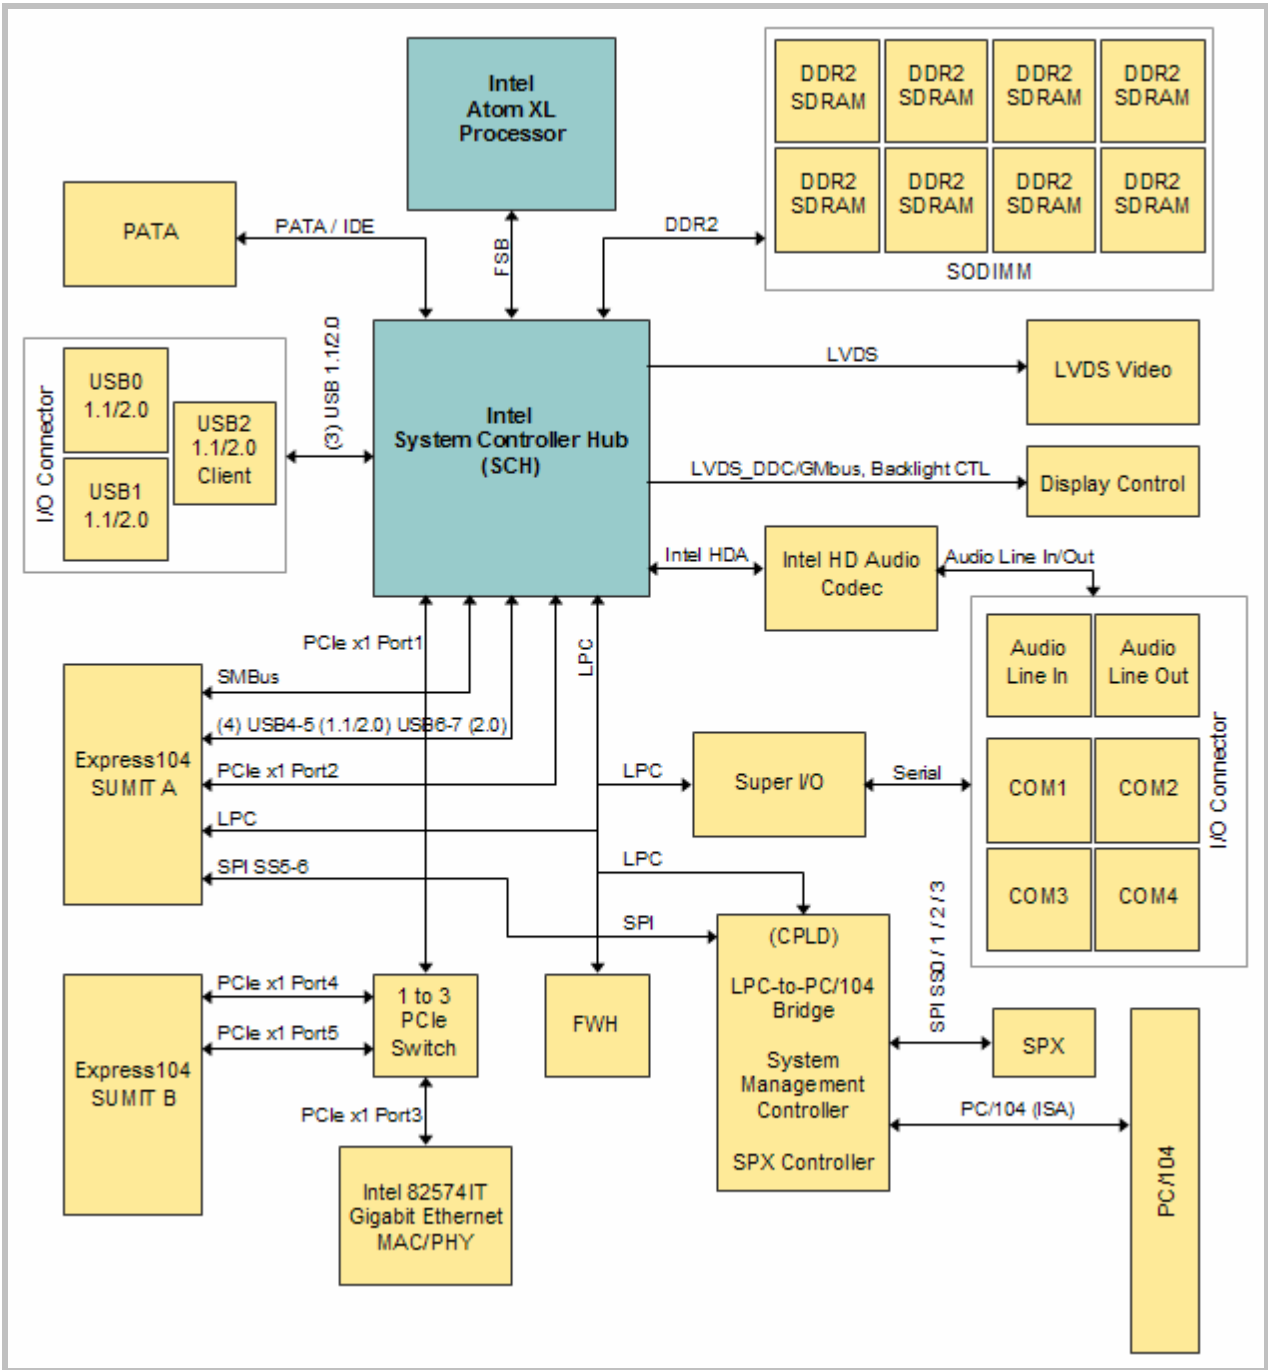 Intel
Atom XL
Processor
DDR2
SDRAM
DDR2
SDRAM
DDR2
SDRAM
DDR2
SDRAM
DDR2
SDRAM
DDR2
SDRAM
DDR2
SDRAM
DDR2
SDRAM
SODIMM
PATA
PATA / IDE
FSB
DDR2
I/O Connector
USB0
1.1/2.0
USB2
1.1/2.0
Client
USB1
1.1/2.0
(3) USB 1.1/2.0
Intel
System Controller Hub
(SCH)
LVDS
LVDS Video
LVDS_DDC/GMbus, Backlight CTL
Display Control
Intel HDA
Intel HD Audio
Codec
Audio Line In/Out
PCIe x1 Port1
LPC
Audio
Line In
Audio
Line Out
I/O Connector
COM1
COM2
COM3
COM4
Express104
SUMIT A
SMBus
(4) USB4-5 (1.1/2.0) USB6-7 (2.0)
PCIe x1 Port2
LPC
SPI SS5-6
LPC
Super I/O
Serial
LPC
SPI
(CPLD)
LPC-to-PC/104
Bridge
System
Management
Controller
SPX Controller
SPI SS0 / 1 / 2 / 3
SPX
PC/104 (ISA)
PC/104
Express104
SUMIT B
PCIe x1 Port4
PCIe x1 Port5
1 to 3
PCIe
Switch
FWH
PCIe x1 Port3
Intel 82574IT
Gigabit Ethernet
MAC/PHY